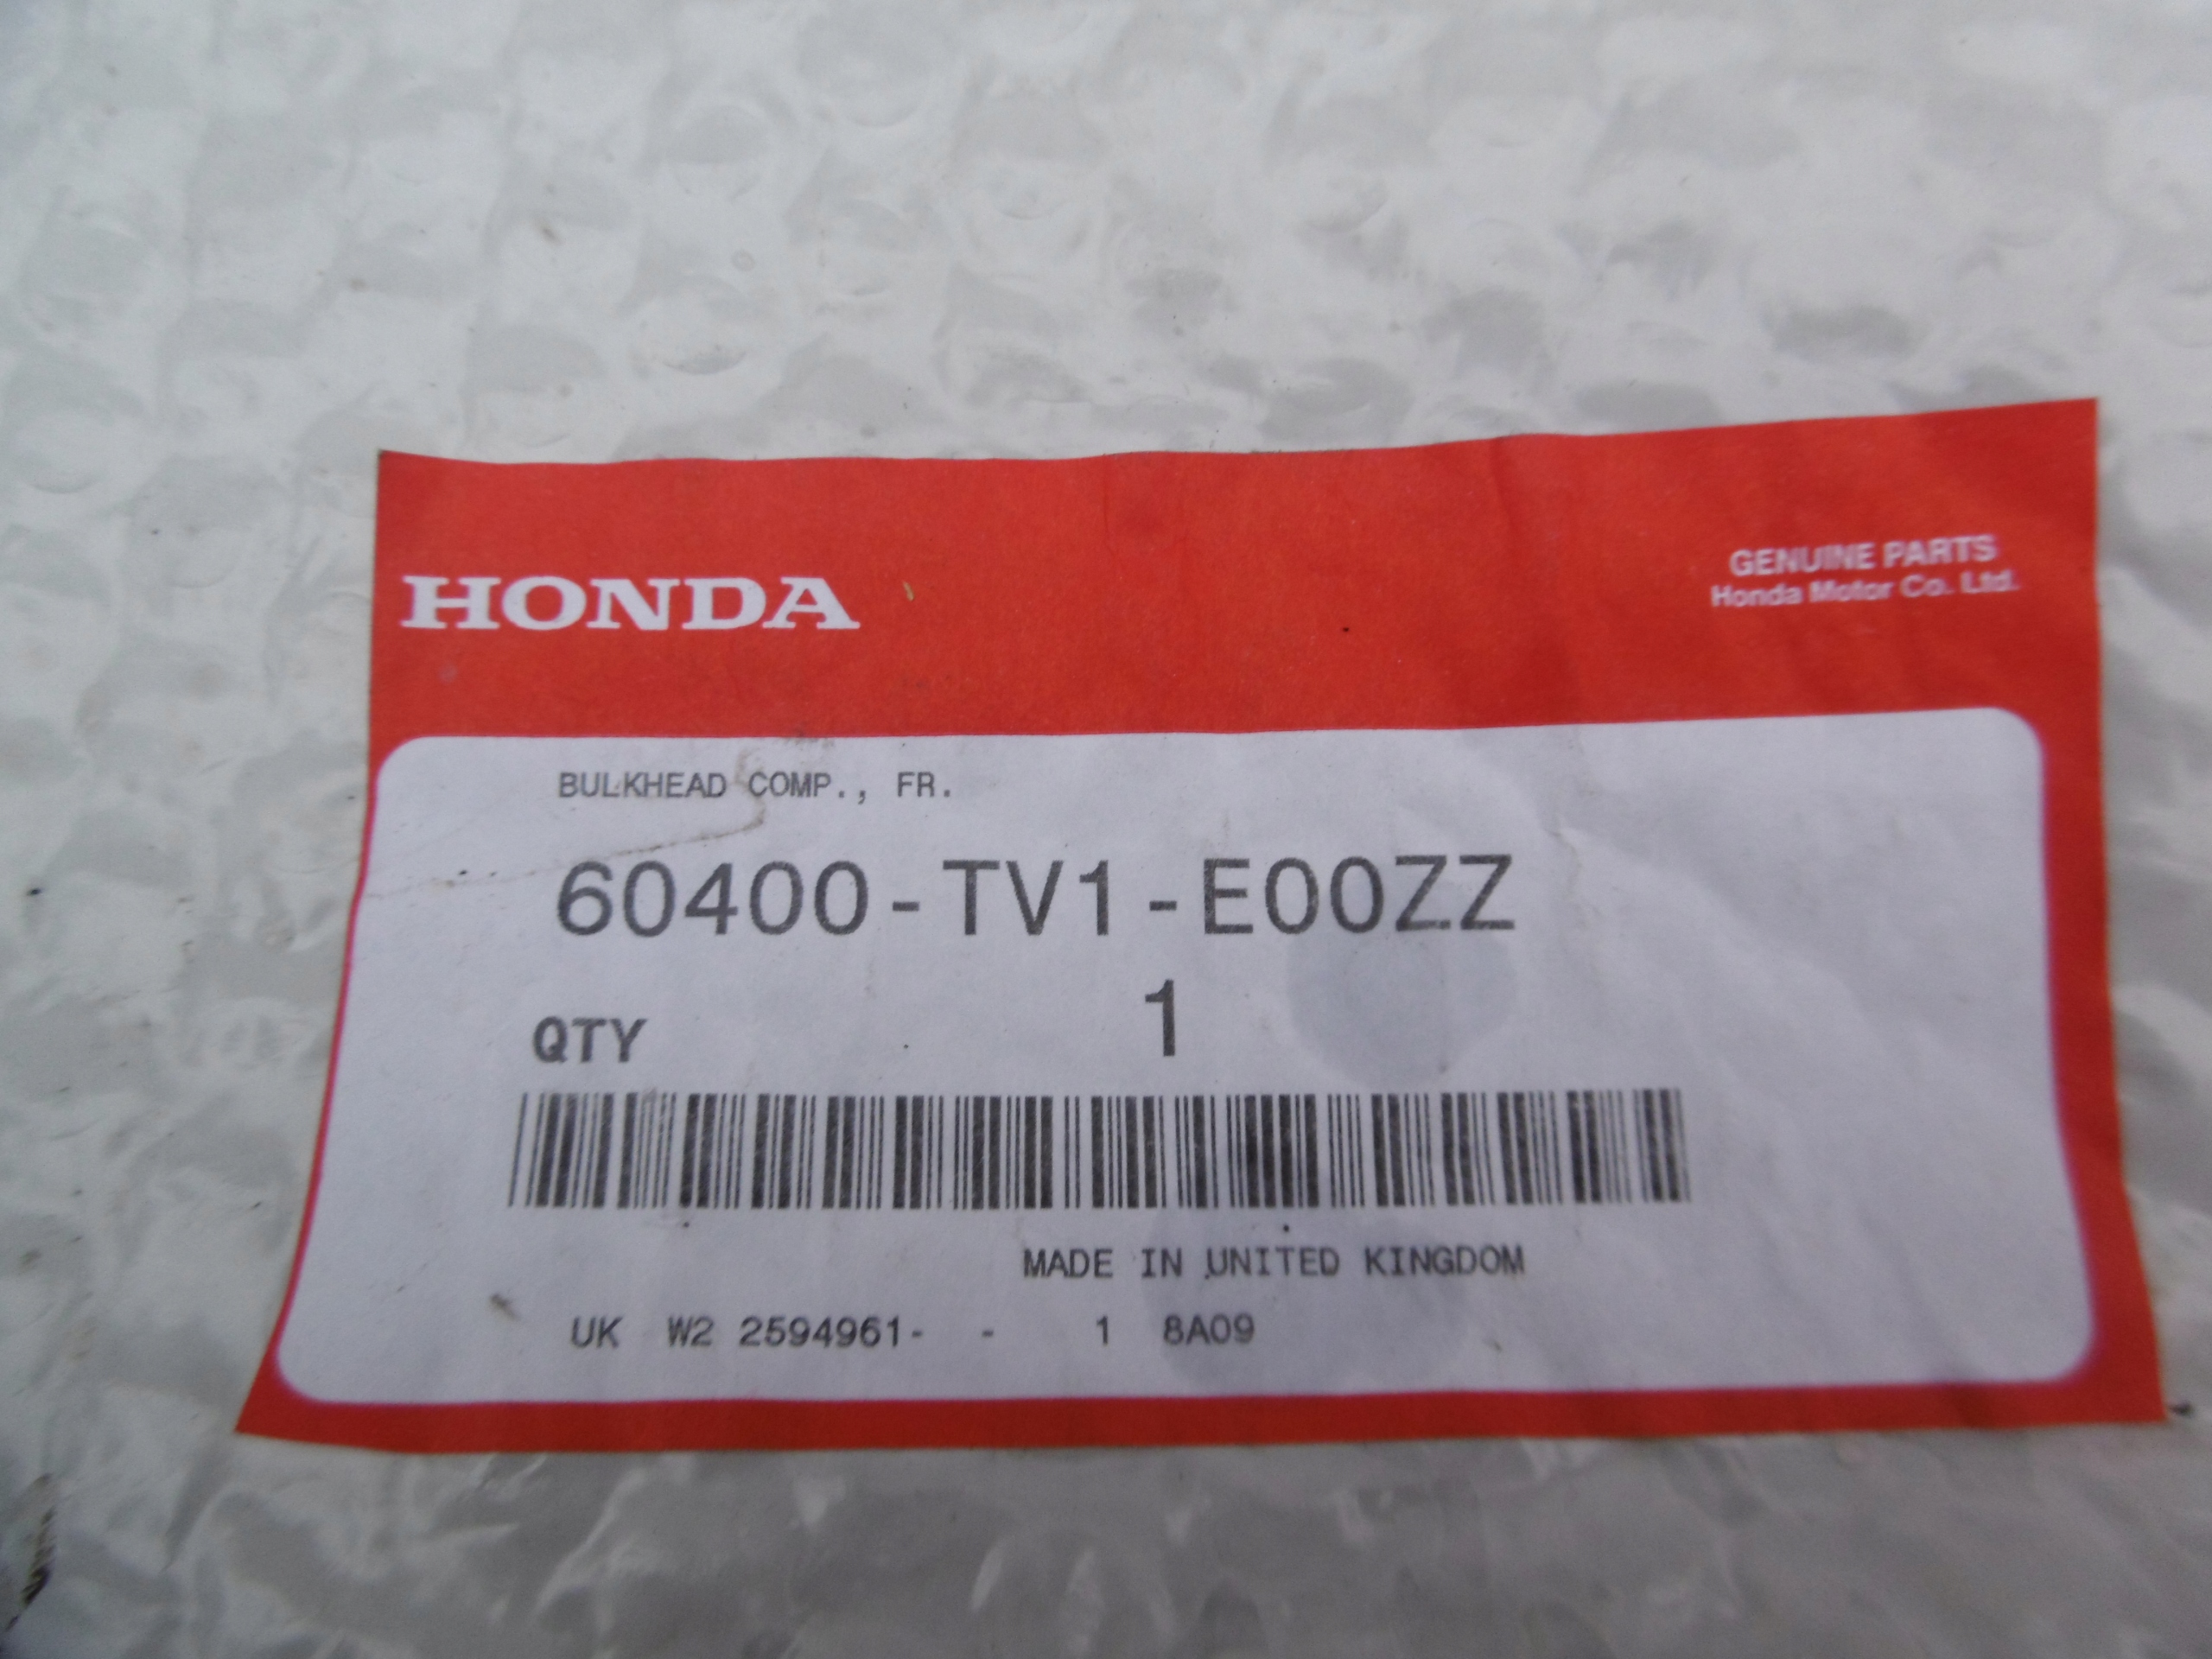 HONDA
GENUINE PARTS
Honda Motor Co. Ltd.
BULKHEAD COMP., FR.
60400-TV1-E00ZZ
QTY 1
MADE IN UNITED KINGDOM
UK W2 2594961- - 1 8A09